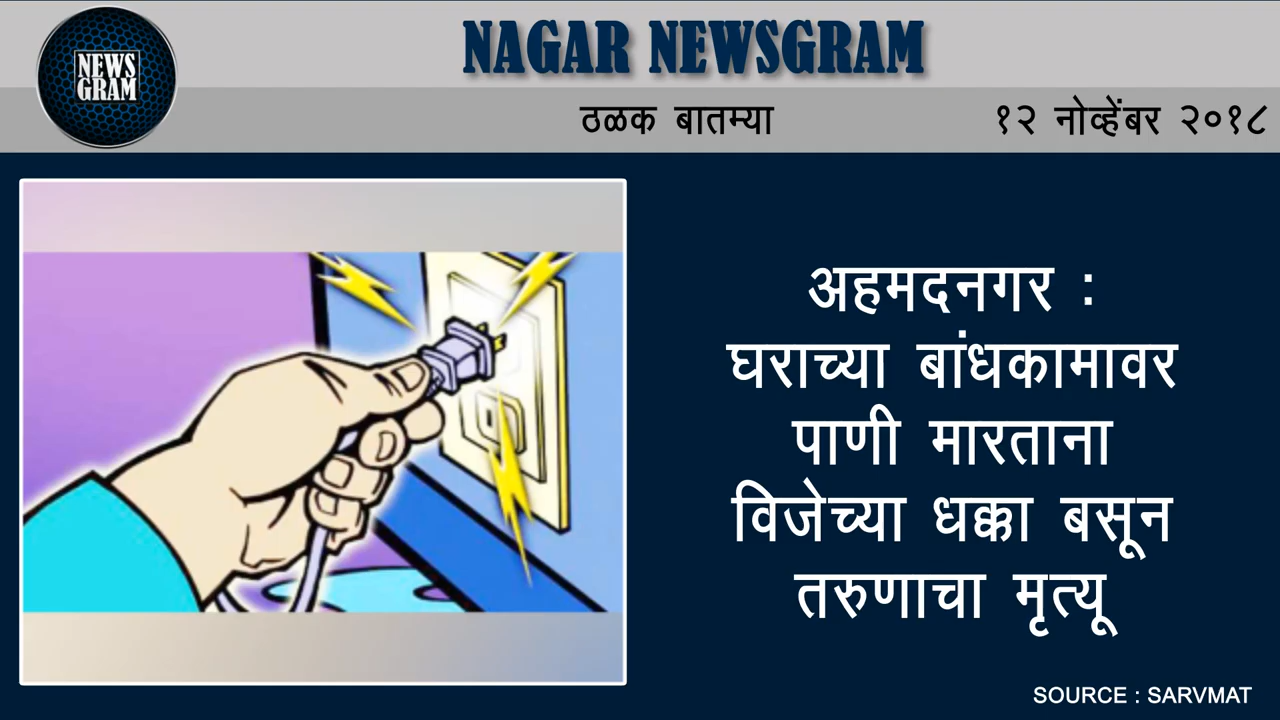 NEWS
GRAM
NAGAR NEWSGRAM
ठळक बातम्या
१२ नोव्हेंबर २०१८
अहमदनगर :
घराच्या बांधकामावर
पाणी मारताना
विजेच्या धक्का बसून
तरुणाचा मृत्यू
SOURCE : SARVMAT